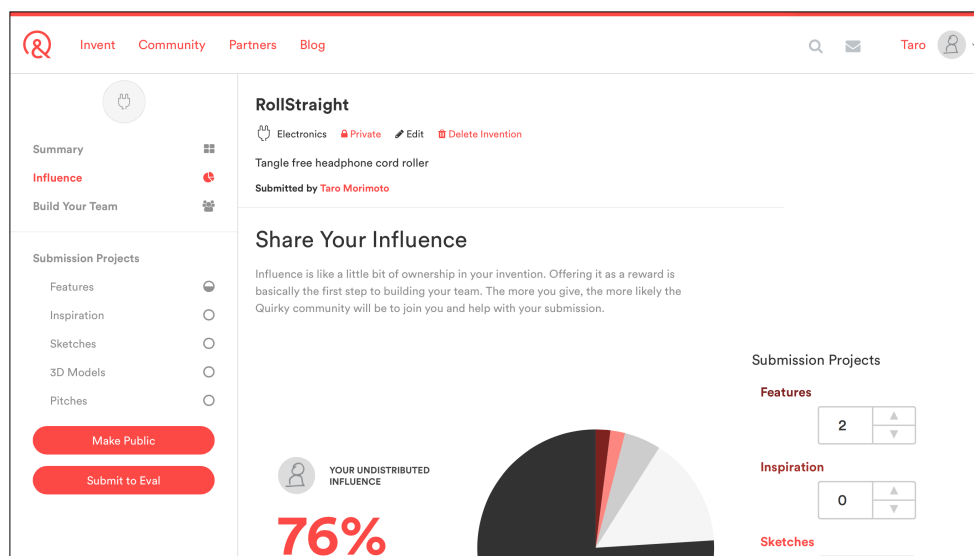 Invent Community Partners Blog Taro
RollStraight
Electronics Private Edit Delete Invention
Tangle free headphone cord roller
Submitted by Taro Morimoto
Summary
Influence
Build Your Team
Submission Projects
Features
Inspiration
Sketches
3D Models
Pitches
Make Public
Submit to Eval
Share Your Influence
Influence is like a little bit of ownership in your invention. Offering it as a reward is
basically the first step to building your team. The more you give, the more likely the
Quirky community will be to join you and help with your submission.
YOUR UNDISTRIBUTED
INFLUENCE
76%
Submission Projects
Features
2
Inspiration
0
Sketches